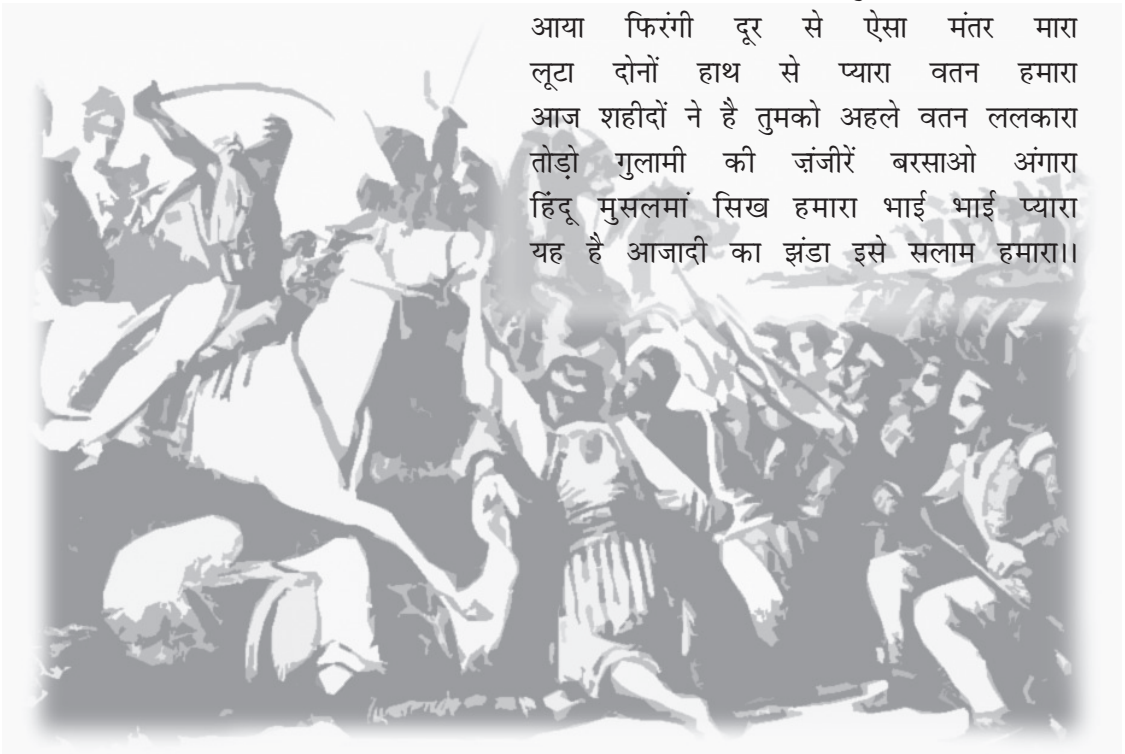 आया फिरंगी दूर से ऐसा मंतर मारा
लूटा दोनों हाथ से प्यारा वतन हमारा
आज शहीदों ने है तुमको अहले वतन ललकारा
तोड़ो गुलामी की ज़ंजीरें बरसाओ अंगारा
हिंदू मुसलमां सिख हमारा भाई भाई प्यारा
यह है आजादी का झंडा इसे सलाम हमारा।।